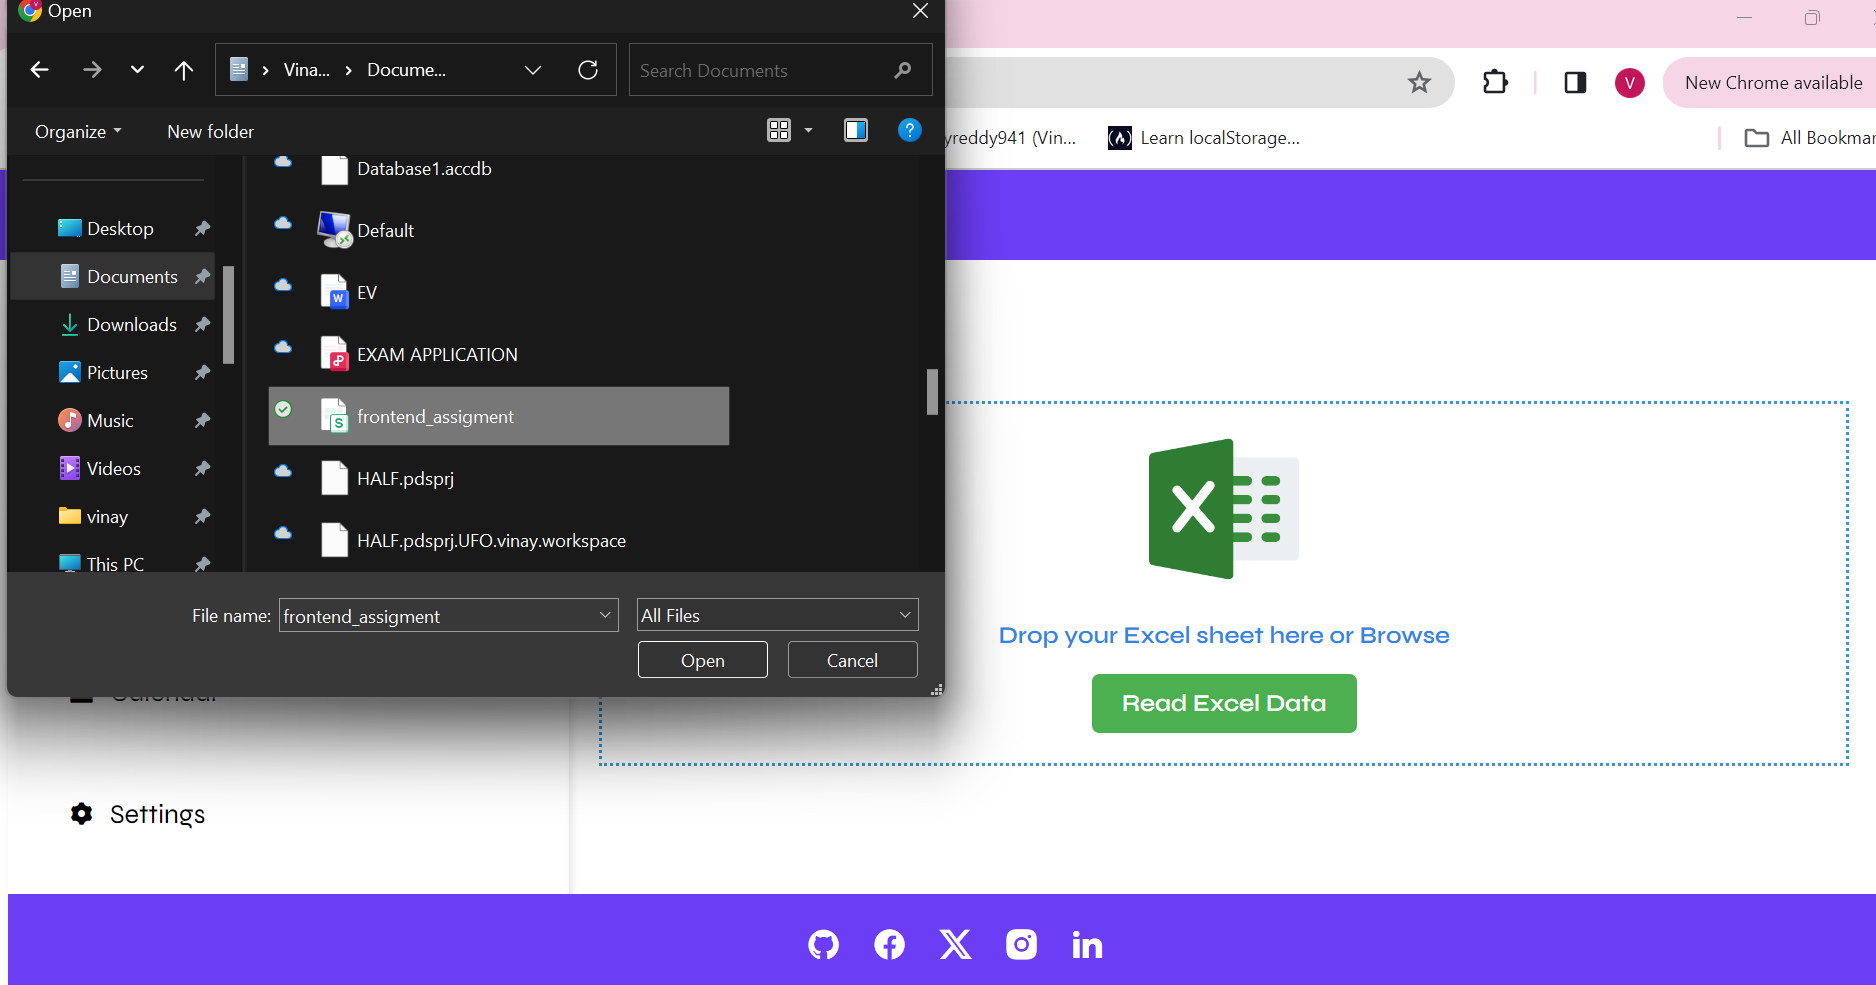 Open
Vina...
Docume...
Search Documents
New Chrome available
V
Organize
New folder
yreddy941 (Vin...
Learn localStorage...
All Bookmar
Desktop
Documents
Downloads
Pictures
Music
Videos
vinay
This PC
Database1.accdb
Default
EV
EXAM APPLICATION
frontend_assigment
HALF.pdsprj
HALF.pdsprj.UFO.vinay.workspace
File name:
frontend_assigment
All Files
Open
Cancel
Drop your Excel sheet here or Browse
Read Excel Data
Settings